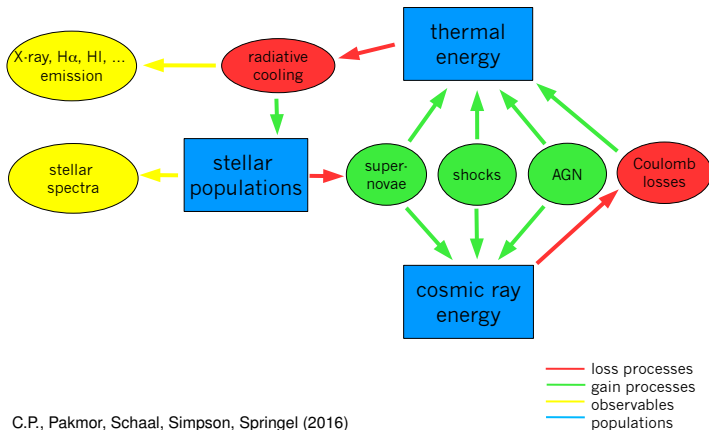 X-ray, Hα, HI, ...
emission
radiative
cooling
thermal
energy
stellar
spectra
stellar
populations
super-
novae
shocks
AGN
Coulomb
losses
cosmic ray
energy
loss processes
gain processes
observables
populations
C.P., Pakmor, Schaal, Simpson, Springel (2016)